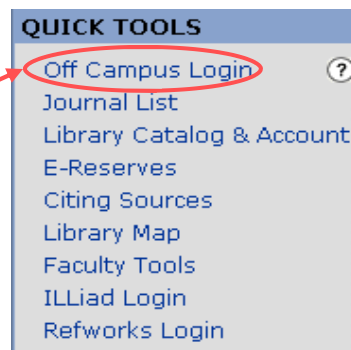 QUICK TOOLS
Off Campus Login ?
Journal List
Library Catalog & Account
E-Reserves
Citing Sources
Library Map
Faculty Tools
ILLiad Login
Refworks Login